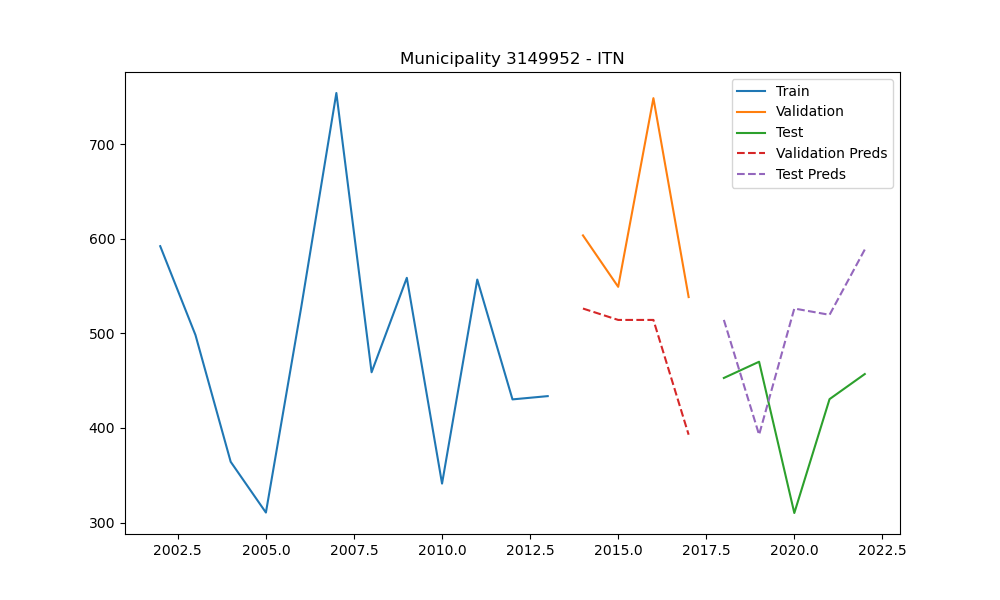 Municipality 3149952 - ITN
Train
Validation
Test
Validation Preds
Test Preds
700
600
500
400
300
2002.5 2005.0 2007.5 2010.0 2012.5 2015.0 2017.5 2020.0 2022.5